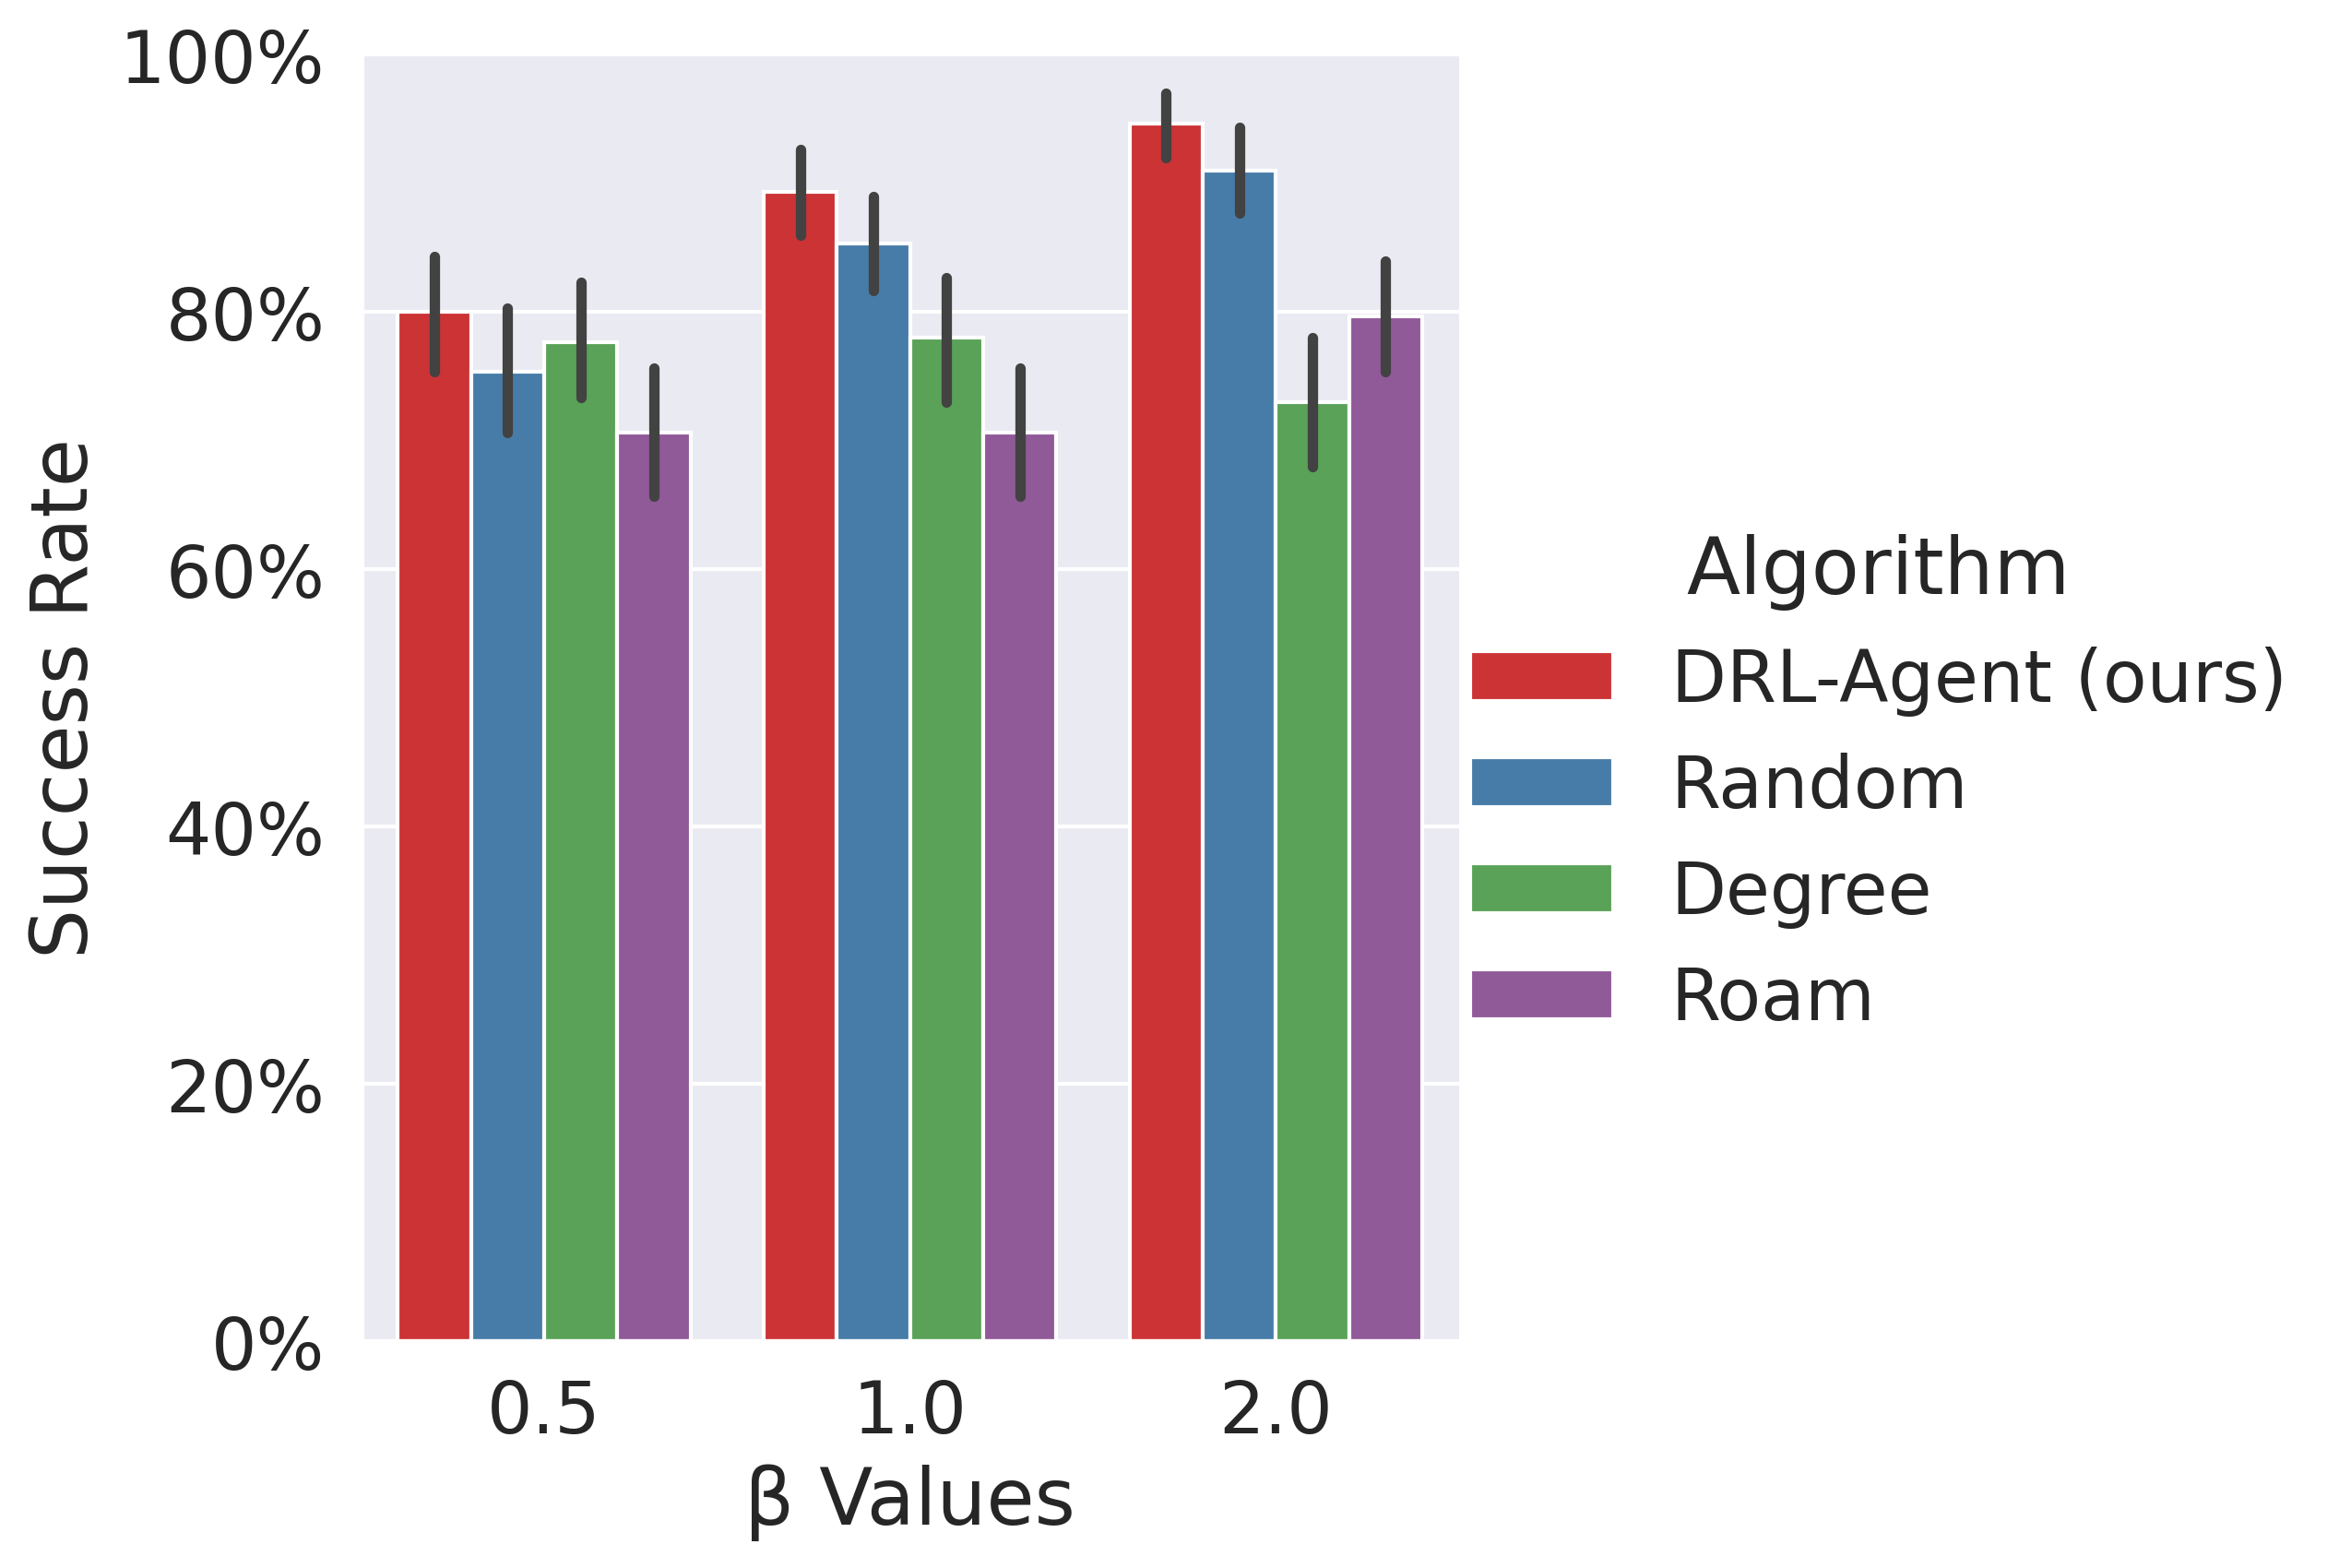 100%
80%
60%
40%
20%
0%
Success Rate
0.5 1.0 2.0
β Values
Algorithm
DRL-Agent (ours)
Random
Degree
Roam